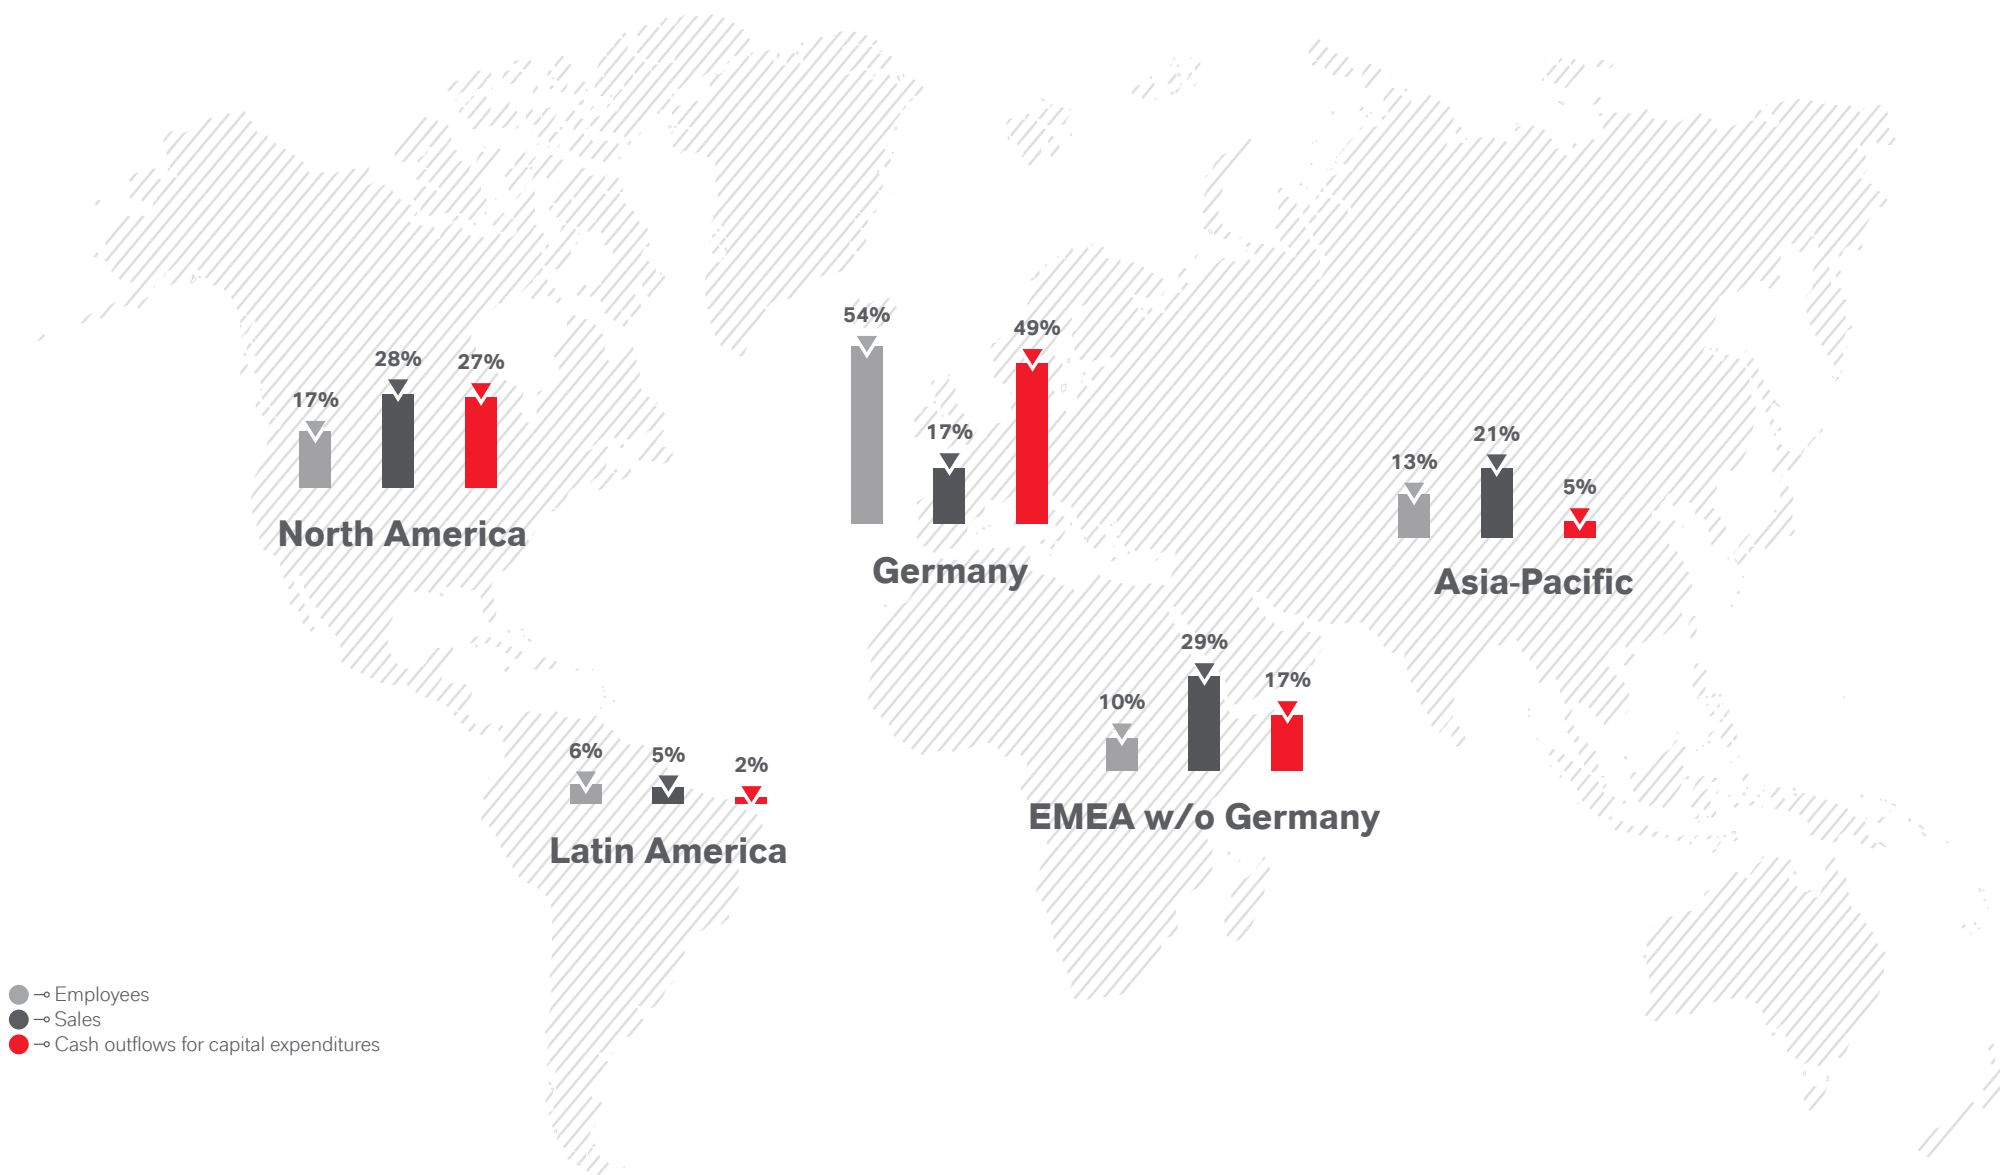 54%
49%
28%
27%
17%
17%
21%
13%
5%
North America
Germany
Asia-Pacific
29%
17%
10%
6%
5%
2%
EMEA w/o Germany
Latin America
Employees
Sales
Cash outflows for capital expenditures